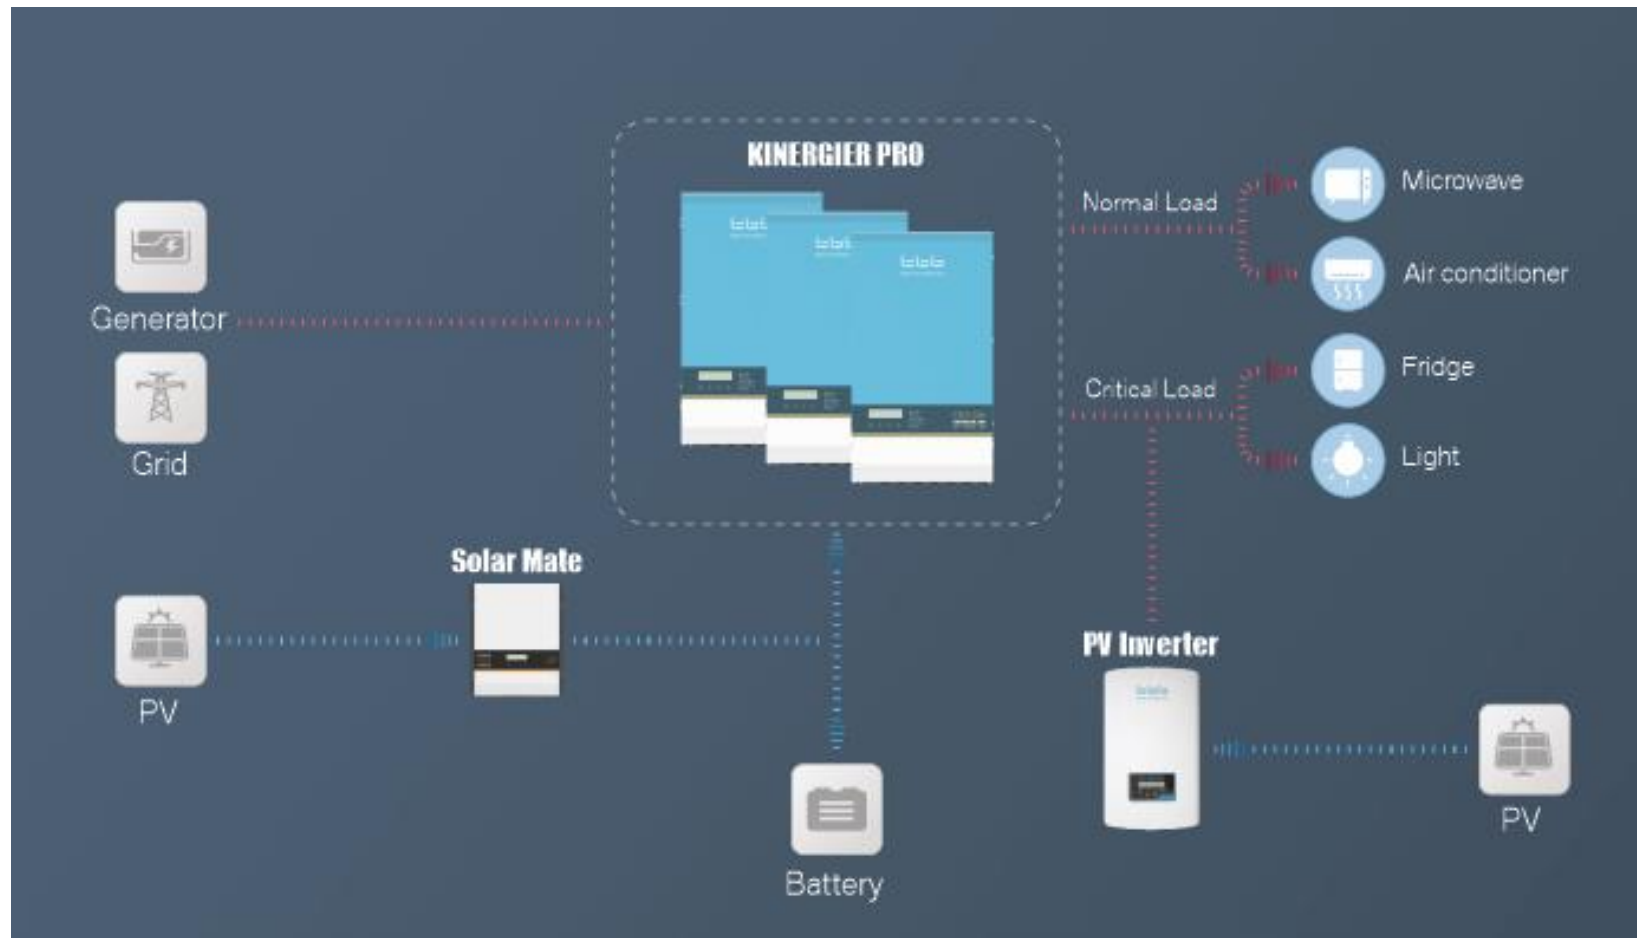 KINERGIER PRO
Microwave
Normal Load
Air conditioner
Generator
Fridge
Critical Load
Light
Grid
Solar Mate
PV Inverter
PV
PV
Battery